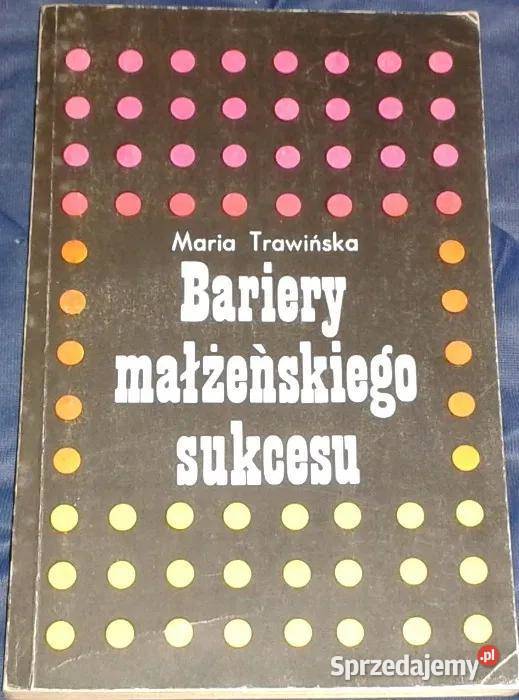 Maria Trawińska
Bariery
małżeńskiego
sukcesu
Sprzedajemy.pl